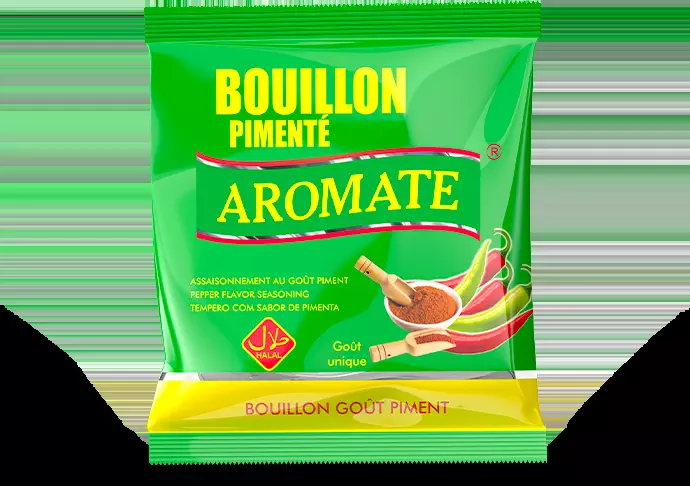 BOUILLON
PIMENTÉ
AROMATE
®
ASSAISONNEMENT AU GOÛT PIMENT
PEPPER FLAVOR SEASONING
TEMPERO COM SABOR DE PIMENTA
حلال
HALAL
Goût
unique
BOUILLON GOÛT PIMENT